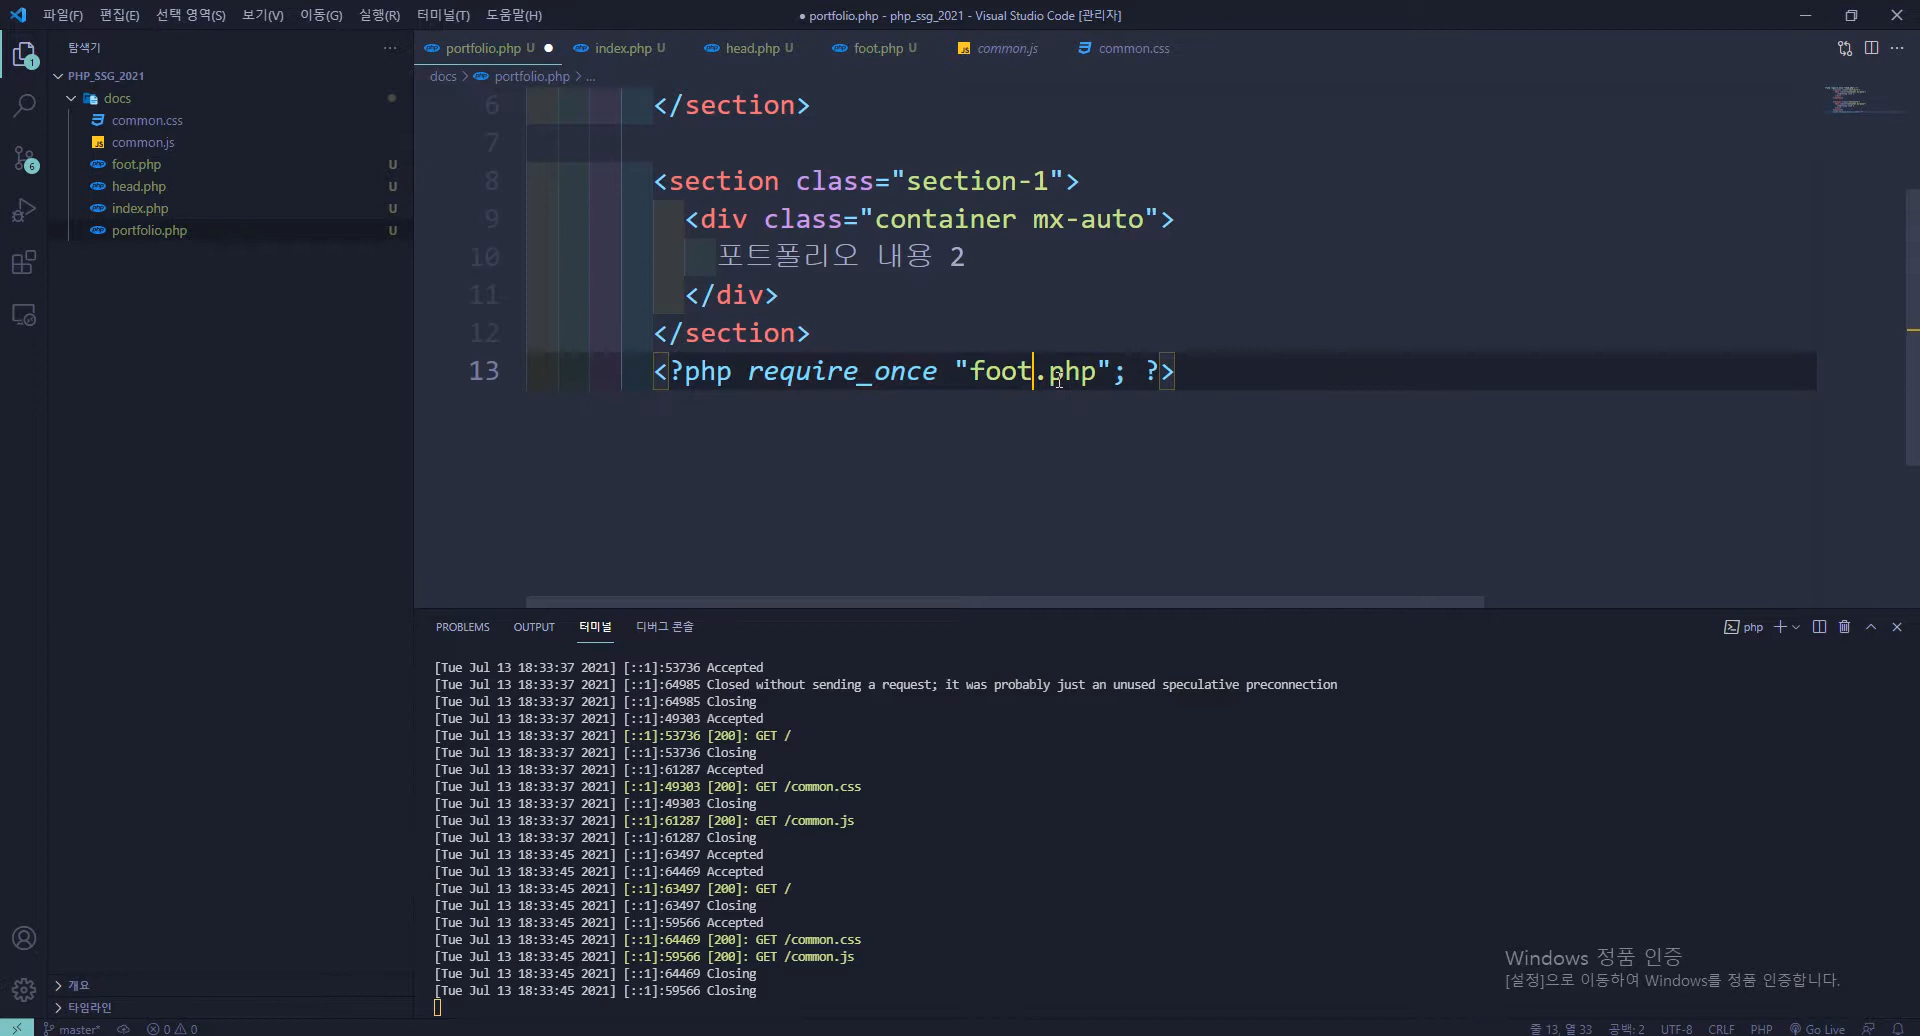 파일(F) 편집(E) 선택 영역(S) 보기(V) 이동(G) 실행(R) 터미널(T) 도움말(H) ● portfolio.php - php_ssg_2021 - Visual Studio Code [관리자]
탐색기
portfolio.php U index.php U head.php U foot.php U common.js common.css
PHP_SSG_2021
docs > portfolio.php > ...
docs
common.css
common.js
foot.php U
head.php U
index.php U
portfolio.php U
6 </section>
7
8 <section class="section-1">
9 <div class="container mx-auto">
10 포트폴리오 내용 2
11 </div>
12 </section>
13 <?php require_once "foot.php"; ?>
PROBLEMS OUTPUT 터미널 디버그 콘솔 php
[Tue Jul 13 18:33:37 2021] [::1]:53736 Accepted
[Tue Jul 13 18:33:37 2021] [::1]:64985 Closed without sending a request; it was probably just an unused speculative preconnection
[Tue Jul 13 18:33:37 2021] [::1]:64985 Closing
[Tue Jul 13 18:33:37 2021] [::1]:49303 Accepted
[Tue Jul 13 18:33:37 2021] [::1]:53736 [200]: GET /
[Tue Jul 13 18:33:37 2021] [::1]:53736 Closing
[Tue Jul 13 18:33:37 2021] [::1]:61287 Accepted
[Tue Jul 13 18:33:37 2021] [::1]:49303 [200]: GET /common.css
[Tue Jul 13 18:33:37 2021] [::1]:49303 Closing
[Tue Jul 13 18:33:37 2021] [::1]:61287 [200]: GET /common.js
[Tue Jul 13 18:33:37 2021] [::1]:61287 Closing
[Tue Jul 13 18:33:45 2021] [::1]:63497 Accepted
[Tue Jul 13 18:33:45 2021] [::1]:64469 Accepted
[Tue Jul 13 18:33:45 2021] [::1]:63497 [200]: GET /
[Tue Jul 13 18:33:45 2021] [::1]:63497 Closing
[Tue Jul 13 18:33:45 2021] [::1]:59566 Accepted
[Tue Jul 13 18:33:45 2021] [::1]:64469 [200]: GET /common.css
[Tue Jul 13 18:33:45 2021] [::1]:59566 [200]: GET /common.js
[Tue Jul 13 18:33:45 2021] [::1]:64469 Closing
[Tue Jul 13 18:33:45 2021] [::1]:59566 Closing
Windows 정품 인증
[설정]으로 이동하여 Windows를 정품 인증합니다.
개요
타임라인
master* 0 0 줄 13, 열 33 공백: 2 UTF-8 CRLF PHP Go Live
1
6